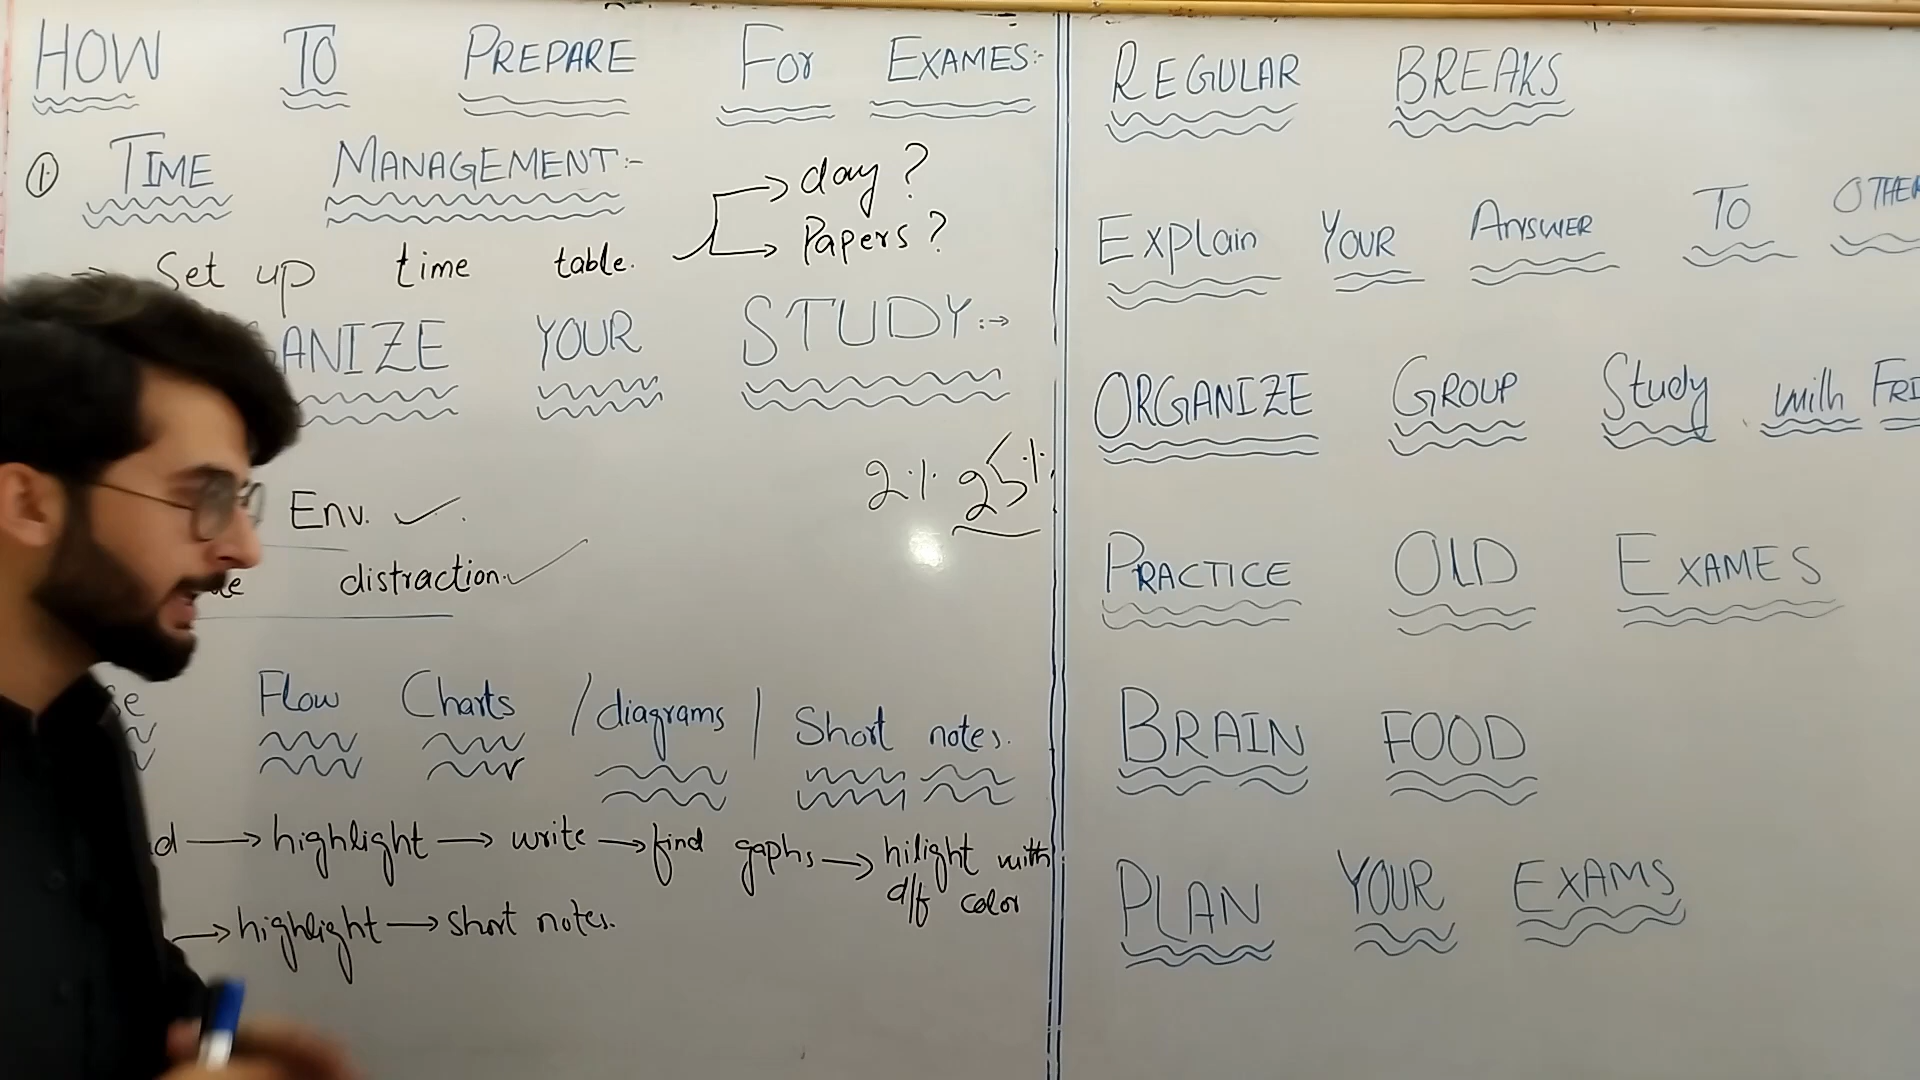 HOW TO PREPARE For EXAMES:-
① TIME MANAGEMENT:-
day ?
Papers ?
→ Set up time table.
ANIZE YOUR STUDY:→
2% 25%
Env. ✓.
distraction.✓
Flow Charts / diagrams / Short notes.
d → highlight → write → find gaphs → hilight with
d/f color
→ highlight → short notes.
REGULAR BREAKS
Explain YOUR ANSWER TO OTHER
ORGANIZE GROUP Study with FRI
PRACTICE OLD EXAMES
BRAIN FOOD
PLAN YOUR EXAMS